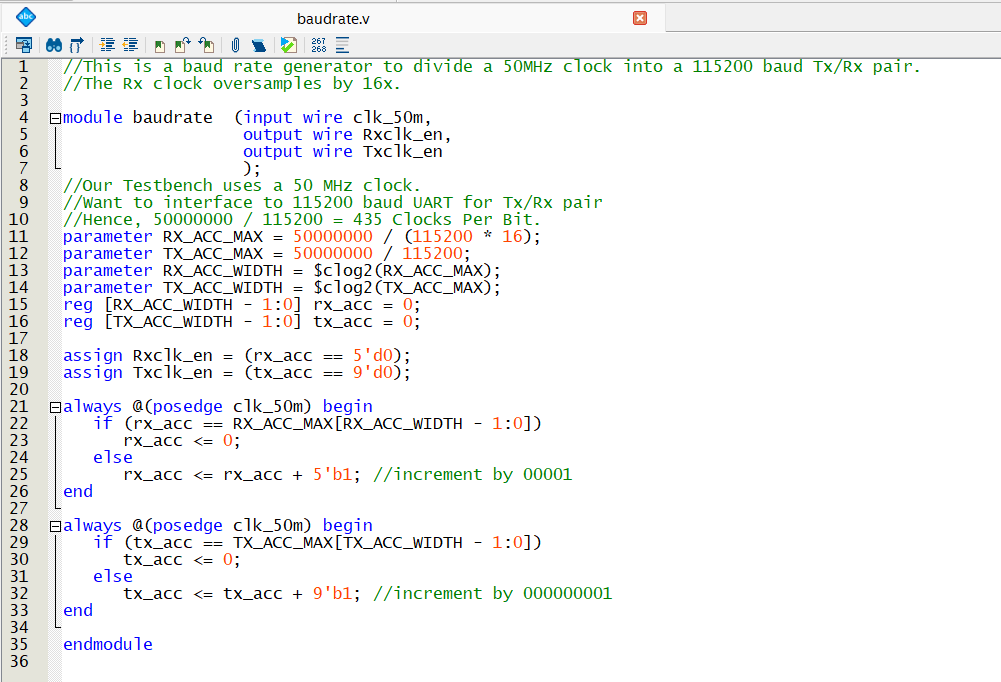 abc
baudrate.v
267
268
1 //This is a baud rate generator to divide a 50MHz clock into a 115200 baud Tx/Rx pair.
2 //The Rx clock oversamples by 16x.
3
4 module baudrate  (input wire clk_50m,
5                   output wire Rxclk_en,
6                   output wire Txclk_en
7                   );
8 //Our Testbench uses a 50 MHz clock.
9 //Want to interface to 115200 baud UART for Tx/Rx pair
10 //Hence, 50000000 / 115200 = 435 Clocks Per Bit.
11 parameter RX_ACC_MAX = 50000000 / (115200 * 16);
12 parameter TX_ACC_MAX = 50000000 / 115200;
13 parameter RX_ACC_WIDTH = $clog2(RX_ACC_MAX);
14 parameter TX_ACC_WIDTH = $clog2(TX_ACC_MAX);
15 reg [RX_ACC_WIDTH - 1:0] rx_acc = 0;
16 reg [TX_ACC_WIDTH - 1:0] tx_acc = 0;
17
18 assign Rxclk_en = (rx_acc == 5'd0);
19 assign Txclk_en = (tx_acc == 9'd0);
20
21 always @(posedge clk_50m) begin
22    if (rx_acc == RX_ACC_MAX[RX_ACC_WIDTH - 1:0])
23       rx_acc <= 0;
24    else
25       rx_acc <= rx_acc + 5'b1; //increment by 00001
26 end
27
28 always @(posedge clk_50m) begin
29    if (tx_acc == TX_ACC_MAX[TX_ACC_WIDTH - 1:0])
30       tx_acc <= 0;
31    else
32       tx_acc <= tx_acc + 9'b1; //increment by 000000001
33 end
34
35 endmodule
36